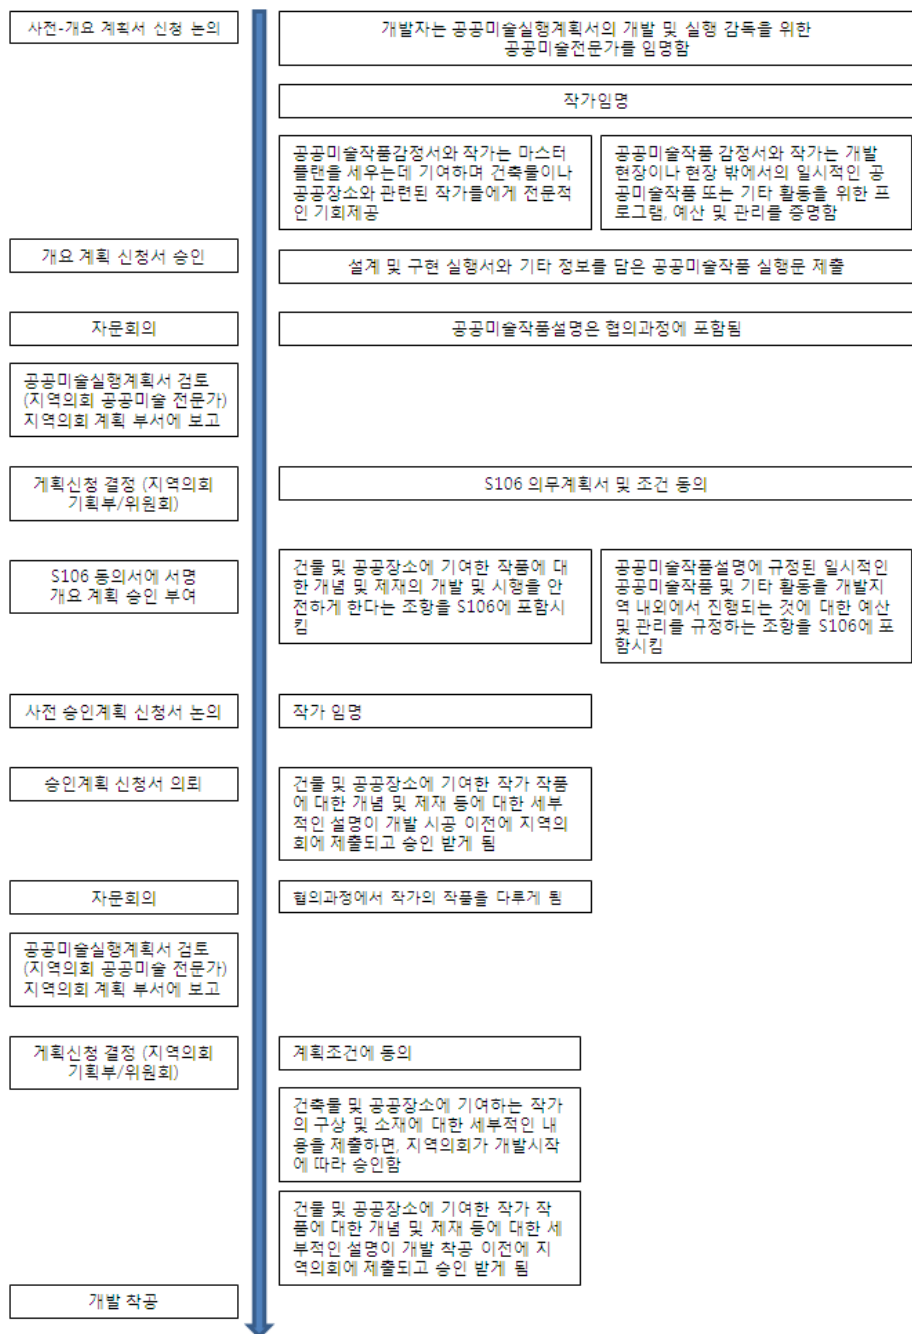 사전-개요 계획서 신청 논의
개발자는 공공미술실행계획서의 개발 및 실행 감독을 위한
공공미술전문가를 임명함
작가임명
공공미술작품감정서와 작가는 마스터
플랜을 세우는데 기여하며 건축물이나
공공장소와 관련된 작가들에게 전문적
인 기회제공
공공미술작품 감정서와 작가는 개발
현장이나 현장 밖에서의 일시적인 공
공미술작품 또는 기타 활동을 위한 프
로그램, 예산 및 관리를 증명함
개요 계획 신청서 승인
설계 및 구현 실행서와 기타 정보를 담은 공공미술작품 실행문 제출
자문회의
공공미술작품설명은 협의과정에 포함됨
공공미술실행계획서 검토
(지역의회 공공미술 전문가)
지역의회 계획 부서에 보고
게획신청 결정 (지역의회
기획부/위원회)
S106 의무계획서 및 조건 동의
S106 동의서에 서명
개요 계획 승인 부여
건물 및 공공장소에 기여한 작품에 대
한 개념 및 제재의 개발 및 시행을 안
전하게 한다는 조항을 S106에 포함시
킴
공공미술작품설명에 규정된 일시적인
공공미술작품 및 기타 활동을 개발지
역 내외에서 진행되는 것에 대한 예산
및 관리를 규정하는 조항을 S106에 포
함시킴
사전 승인계획 신청서 논의
작가 임명
승인계획 신청서 의뢰
건물 및 공공장소에 기여한 작가 작품
에 대한 개념 및 제재 등에 대한 세부
적인 설명이 개발 시공 이전에 지역의
회에 제출되고 승인 받게 됨
자문회의
협의과정에서 작가의 작품을 다루게 됨
공공미술실행계획서 검토
(지역의회 공공미술 전문가)
지역의회 계획 부서에 보고
게획신청 결정 (지역의회
기획부/위원회)
계획조건에 동의
건축물 및 공공장소에 기여하는 작가
의 구상 및 소재에 대한 세부적인 내
용을 제출하면, 지역의회가 개발시작
에 따라 승인함
건물 및 공공장소에 기여한 작가 작
품에 대한 개념 및 제재 등에 대한 세
부적인 설명이 개발 착공 이전에 지
역의회에 제출되고 승인 받게 됨
개발 착공